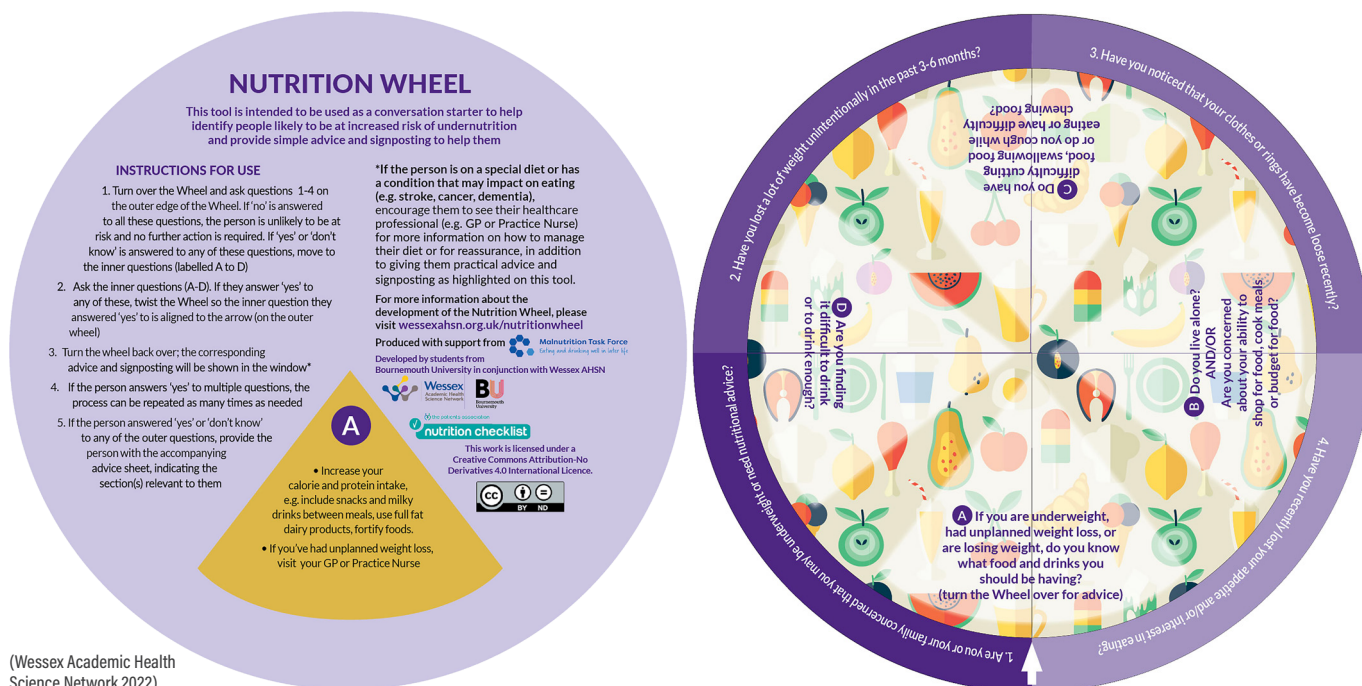 NUTRITION WHEEL
This tool is intended to be used as a conversation starter to help
identify people likely to be at increased risk of undernutrition
and provide simple advice and signposting to help them
INSTRUCTIONS FOR USE
1. Turn over the Wheel and ask questions 1-4 on
the outer edge of the Wheel. If ‘no’ is answered
to all these questions, the person is unlikely to be at
risk and no further action is required. If ‘yes’ or ‘don’t
know’ is answered to any of these questions, move to
the inner questions (labelled A to D)
2. Ask the inner questions (A-D). If they answer ‘yes’ to
any of these, twist the Wheel so the inner question they
answered ‘yes’ to is aligned to the arrow (on the outer
wheel)
3. Turn the wheel back over; the corresponding
advice and signposting will be shown in the window*
4. If the person answers ‘yes’ to multiple questions, the
process can be repeated as many times as needed
5. If the person answered ‘yes’ or ‘don’t know’
to any of the outer questions, provide the
person with the accompanying
advice sheet, indicating the
section(s) relevant to them
*If the person is on a special diet or has
a condition that may impact on eating
(e.g. stroke, cancer, dementia),
encourage them to see their healthcare
professional (e.g. GP or Practice Nurse)
for more information on how to manage
their diet or for reassurance, in addition
to giving them practical advice and
signposting as highlighted on this tool.
For more information about the
development of the Nutrition Wheel, please
visit wessexahsn.org.uk/nutritionwheel
Produced with support from
Malnutrition Task Force
Eating and drinking well in later life
Developed by students from
Bournemouth University in conjunction with Wessex AHSN
Wessex
Academic Health
Science Network
BU
Bournemouth
University
the patients association
nutrition checklist
This work is licensed under a
Creative Commons Attribution-No
Derivatives 4.0 International Licence.
CC BY ND
A
• Increase your
calorie and protein intake,
e.g. include snacks and milky
drinks between meals, use full fat
dairy products, fortify foods.
• If you’ve had unplanned weight loss,
visit your GP or Practice Nurse
(Wessex Academic Health
Science Network 2022)
1. Are you or your family concerned that you may be underweight or need nutritional advice?
2. Have you lost a lot of weight unintentionally in the past 3-6 months?
3. Have you noticed that your clothes or rings have become loose recently?
4. Have you recently lost your appetite and/or interest in eating?
A If you are underweight,
had unplanned weight loss, or
are losing weight, do you know
what food and drinks you
should be having?
(turn the Wheel over for advice)
B Do you live alone?
AND/OR
Are you concerned
about your ability to
shop for food, cook meals
or budget for food?
C Do you have
difficulty cutting
food, swallowing food
or do you cough while
eating or have difficulty
chewing food?
D Are you finding
it difficult to drink
or to drink enough?